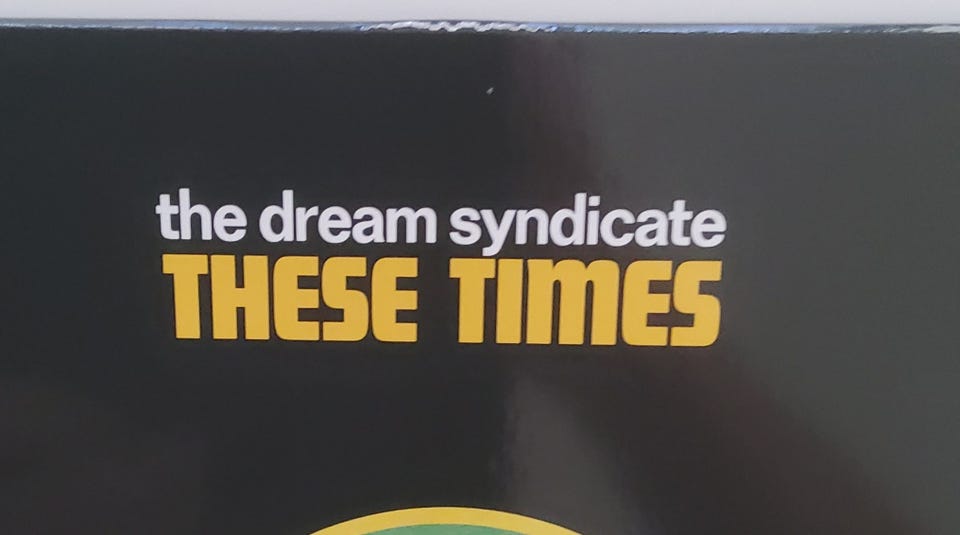 the dream syndicate
THESE TIMES